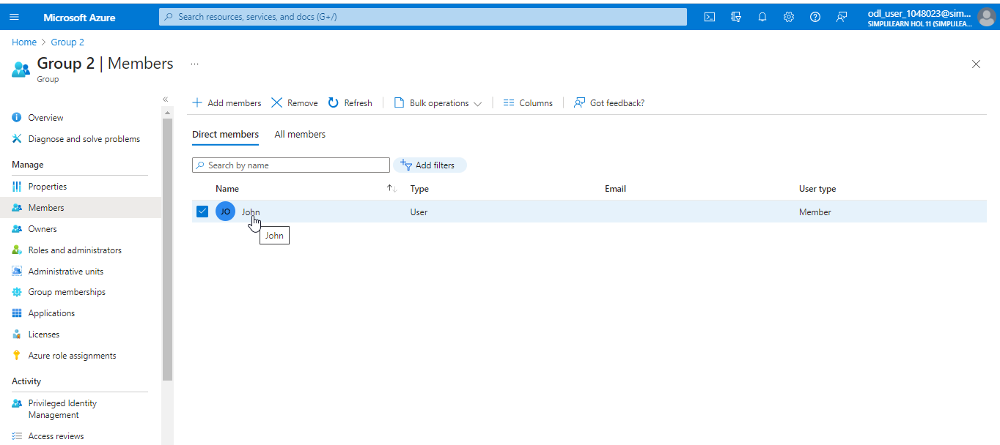 Microsoft Azure
Search resources, services, and docs (G+/)
odl_user_1048023@sim...
SIMPLILEARN HOL 11 (SIMPLILEA...
Home > Group 2
Group 2 | Members ...
Group
Add members
Remove
Refresh
Bulk operations
Columns
Got feedback?
Overview
Diagnose and solve problems
Manage
Properties
Members
Owners
Roles and administrators
Administrative units
Group memberships
Applications
Licenses
Azure role assignments
Activity
Privileged Identity
Management
Access reviews
Direct members
All members
Search by name
Add filters
Name
Type
Email
User type
JO
John
User
Member
John